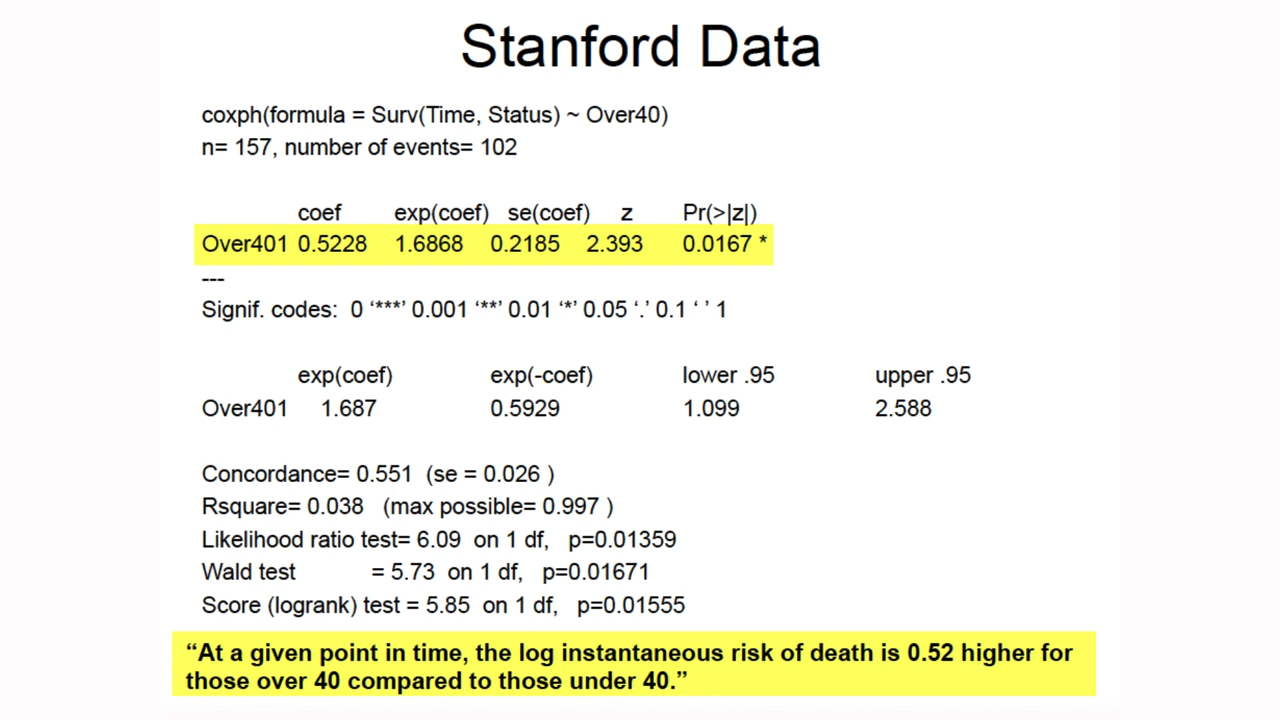 Stanford Data
coxph(formula = Surv(Time, Status) ~ Over40)
n= 157, number of events= 102
coef exp(coef) se(coef) z Pr(>|z|)
Over401 0.5228 1.6868 0.2185 2.393 0.0167 *
---
Signif. codes: 0 ‘***’ 0.001 ‘**’ 0.01 ‘*’ 0.05 ‘.’ 0.1 ‘ ’ 1
exp(coef) exp(-coef) lower .95 upper .95
Over401 1.687 0.5929 1.099 2.588
Concordance= 0.551 (se = 0.026 )
Rsquare= 0.038 (max possible= 0.997 )
Likelihood ratio test= 6.09 on 1 df, p=0.01359
Wald test = 5.73 on 1 df, p=0.01671
Score (logrank) test = 5.85 on 1 df, p=0.01555
“At a given point in time, the log instantaneous risk of death is 0.52 higher for
those over 40 compared to those under 40.”